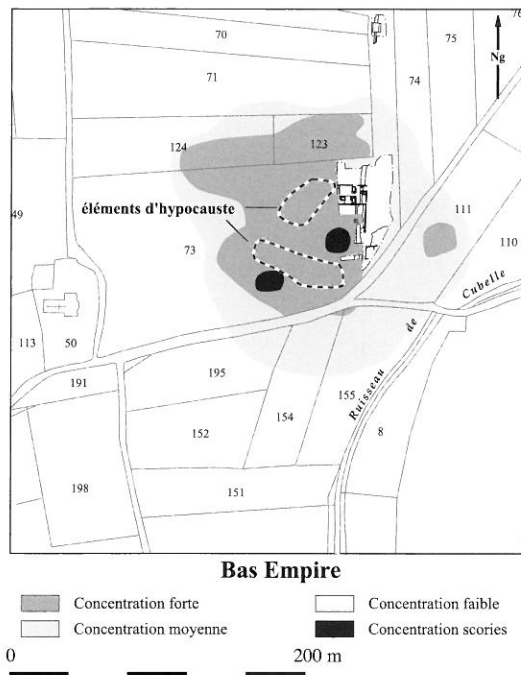 70
75
76
Ng
71
74
124
123
éléments d'hypocauste
49
73
111
110
Cubelle
de
Ruisseau
113
50
191
195
155
154
152
8
198
151
Bas Empire
Concentration forte
Concentration faible
Concentration moyenne
Concentration scories
0
200 m